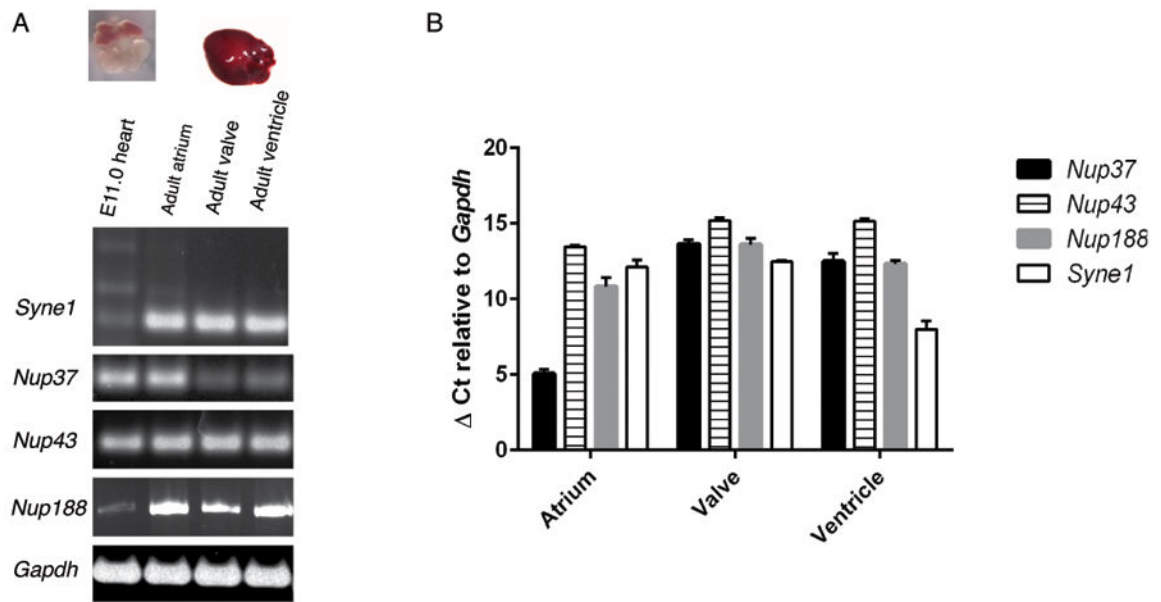 A
E11.0 heart
Adult atrium
Adult valve
Adult ventricle
Syne1
Nup37
Nup43
Nup188
Gapdh
B
Δ Ct relative to Gapdh
20
15
10
5
0
Atrium
Valve
Ventricle
Nup37
Nup43
Nup188
Syne1